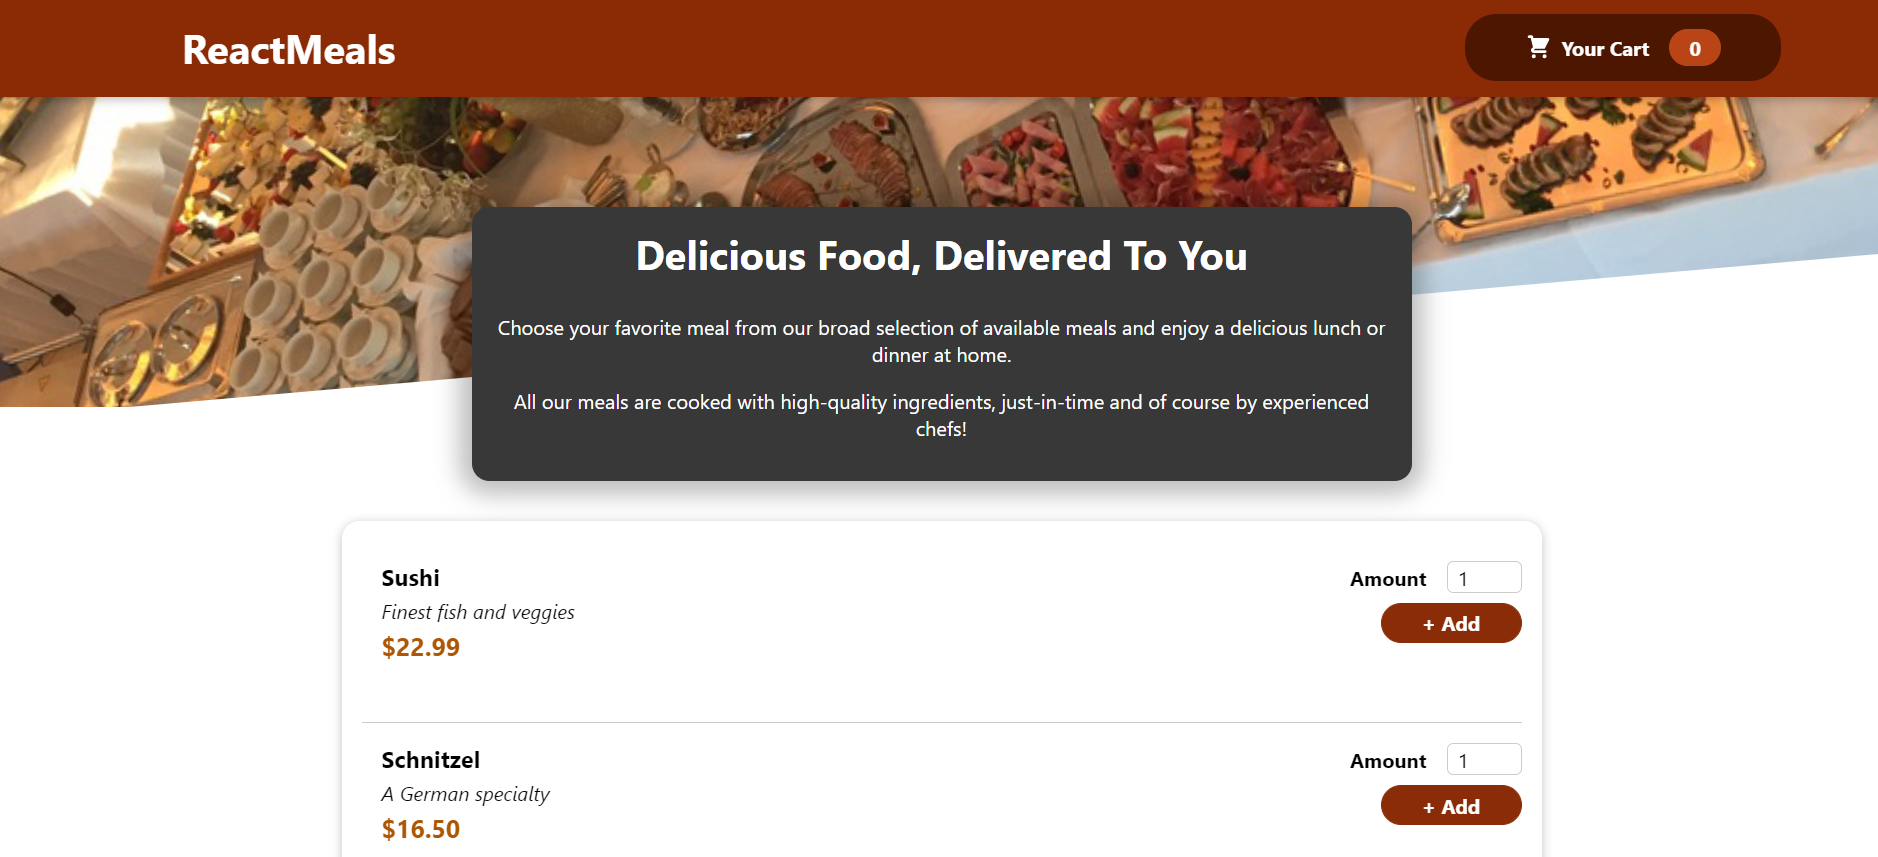 ReactMeals
Your Cart 0
Delicious Food, Delivered To You
Choose your favorite meal from our broad selection of available meals and enjoy a delicious lunch or
dinner at home.
All our meals are cooked with high-quality ingredients, just-in-time and of course by experienced
chefs!
Sushi
Finest fish and veggies
$22.99
Amount 1
+ Add
Schnitzel
A German specialty
$16.50
Amount 1
+ Add